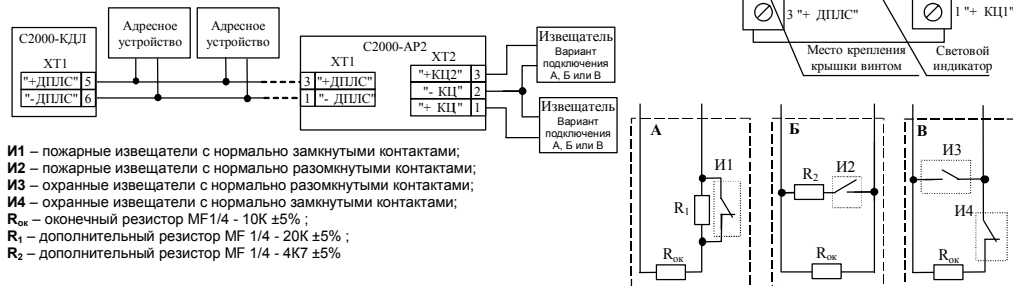 С2000-КДЛ
XT1
"+ДПЛС" 5
"-ДПЛС" 6
Адресное
устройство
Адресное
устройство
С2000-АР2
XT1
3 "+ДПЛС"
1 "- ДПЛС"
XT2
"+КЦ2" 3
"- КЦ" 2
"+ КЦ" 1
Извещатель
Вариант
подключения
А, Б или В
Извещатель
Вариант
подключения
А, Б или В
3 "+ ДПЛС"
1 "+ КЦ1"
Место крепления
крышки винтом
Световой
индикатор
И1 – пожарные извещатели с нормально замкнутыми контактами;
И2 – пожарные извещатели с нормально разомкнутыми контактами;
И3 – охранные извещатели с нормально разомкнутыми контактами;
И4 – охранные извещатели с нормально замкнутыми контактами;
Rок – оконечный резистор MF1/4 - 10К ±5% ;
R1 – дополнительный резистор MF 1/4 - 20К ±5% ;
R2 – дополнительный резистор MF 1/4 - 4К7 ±5%
А
И1
R1
Rок
Б
R2
И2
Rок
В
И3
И4
Rок